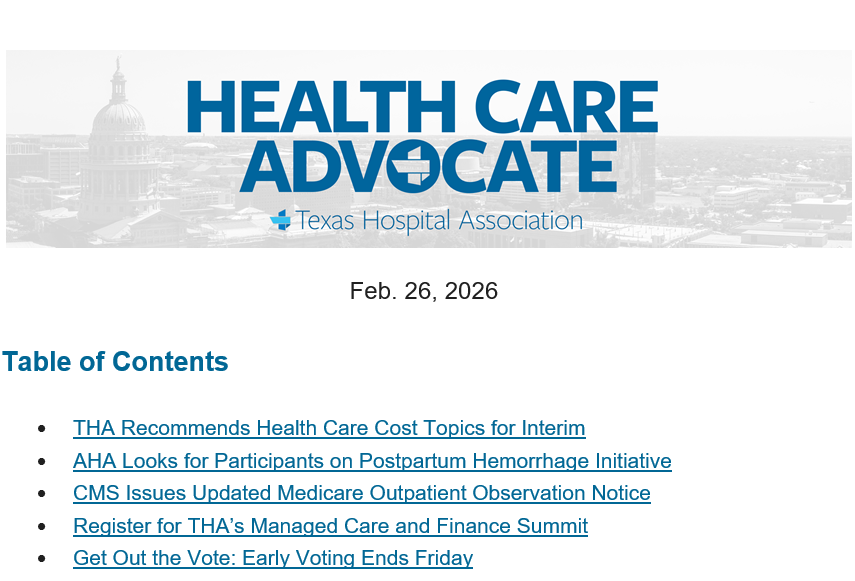 HEALTH CARE
ADVOCATE
Texas Hospital Association
Feb. 26, 2026
Table of Contents
• THA Recommends Health Care Cost Topics for Interim
• AHA Looks for Participants on Postpartum Hemorrhage Initiative
• CMS Issues Updated Medicare Outpatient Observation Notice
• Register for THA’s Managed Care and Finance Summit
• Get Out the Vote: Early Voting Ends Friday